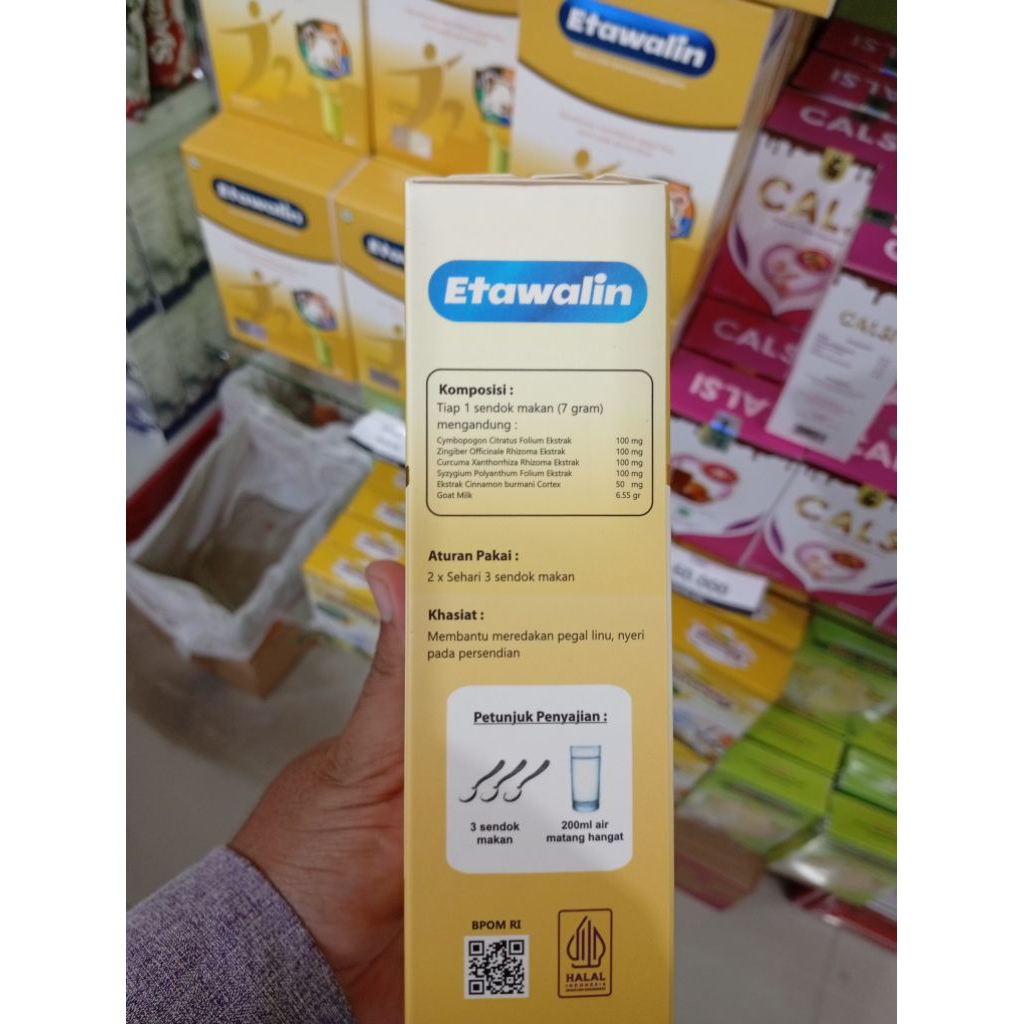 Etawalin
CALSI
Etawalin
Etawalin
Komposisi :
Tiap 1 sendok makan (7 gram)
mengandung :
Cymbopogon Citratus Folium Ekstrak 100 mg
Zingiber Officinale Rhizoma Ekstrak 100 mg
Curcuma Xanthorrhiza Rhizoma Ekstrak 100 mg
Syzygium Polyanthum Folium Ekstrak 100 mg
Ekstrak Cinnamon burmani Cortex 50 mg
Goat Milk 6.55 gr
Aturan Pakai :
2 x Sehari 3 sendok makan
Khasiat :
Membantu meredakan pegal linu, nyeri
pada persendian
Petunjuk Penyajian :
3 sendok
makan
200ml air
matang hangat
BPOM RI
HALAL
INDONESIA